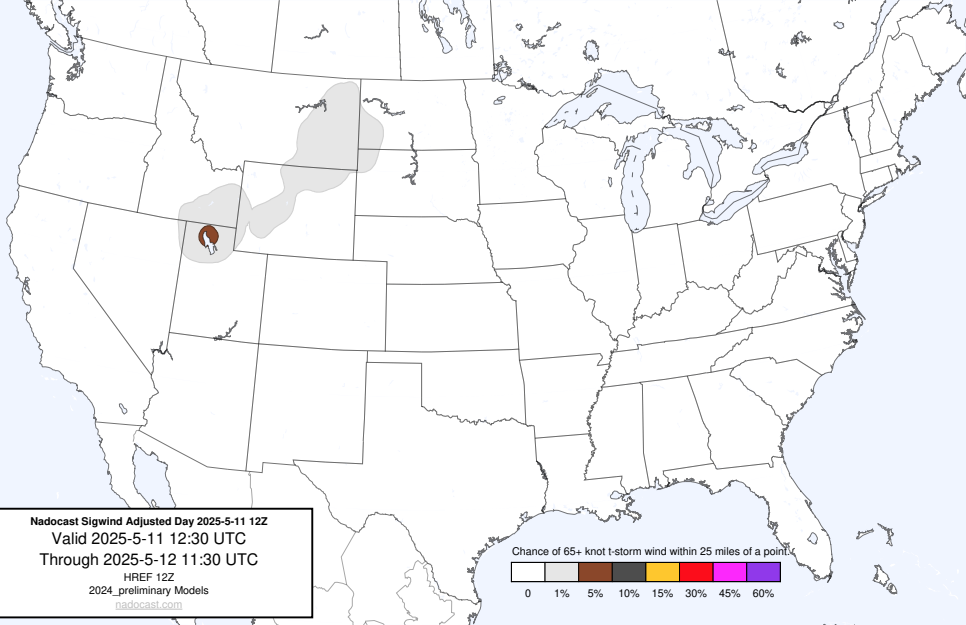 Nadocast Sigwind Adjusted Day 2025-5-11 12Z
Valid 2025-5-11 12:30 UTC
Through 2025-5-12 11:30 UTC
HREF 12Z
2024_preliminary Models
nadocast.com
Chance of 65+ knot t-storm wind within 25 miles of a point.
0 1% 5% 10% 15% 30% 45% 60%